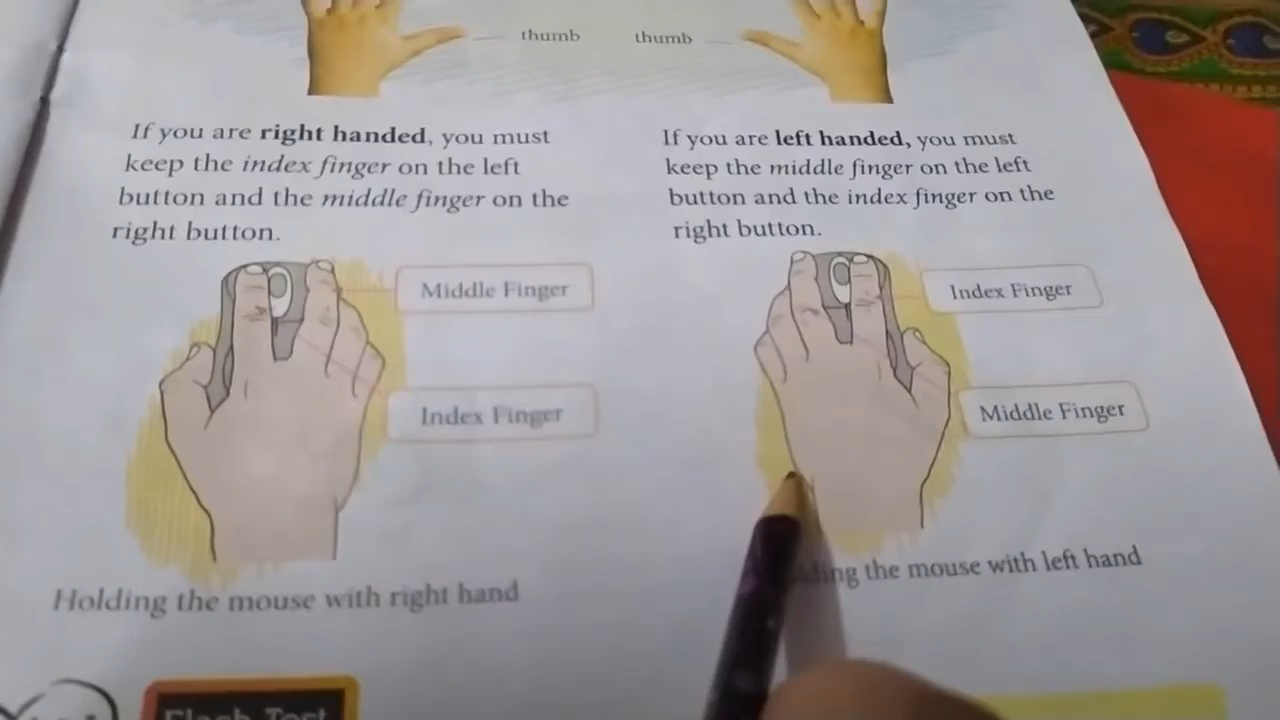 thumb
thumb
If you are right handed, you must
keep the index finger on the left
button and the middle finger on the
right button.
If you are left handed, you must
keep the middle finger on the left
button and the index finger on the
right button.
Middle Finger
Index Finger
Index Finger
Middle Finger
Holding the mouse with right hand
the mouse with left hand
Flash Test